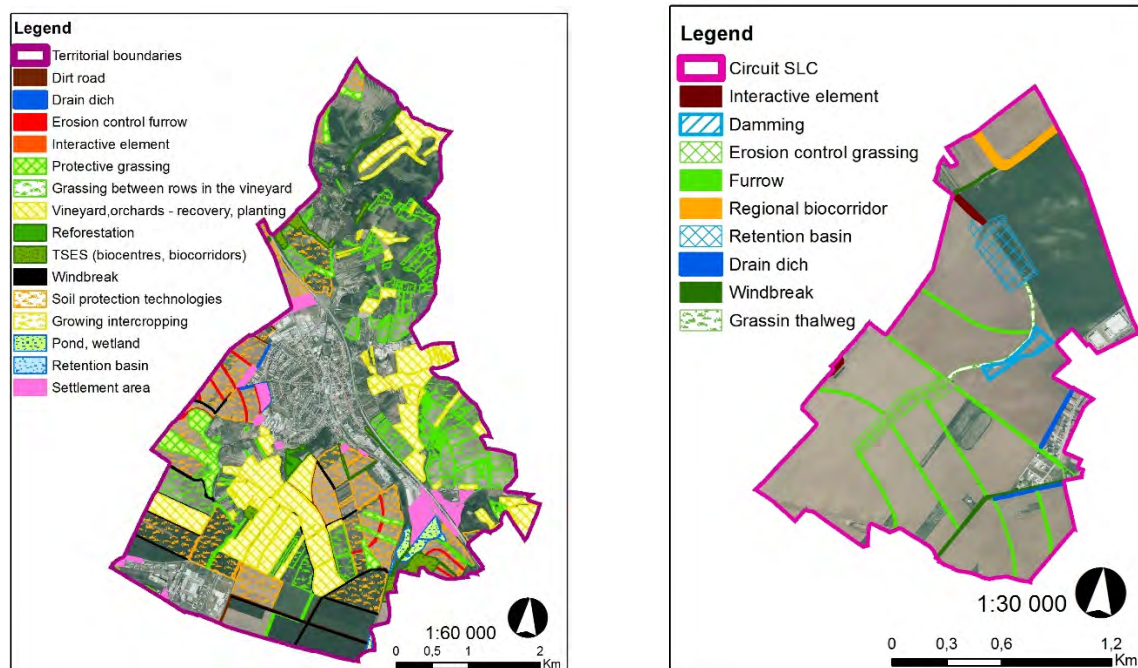 Legend
Territorial boundaries
Dirt road
Drain dich
Erosion control furrow
Interactive element
Protective grassing
Grassing between rows in the vineyard
Vineyard,orchards - recovery, planting
Reforestation
TSES (biocentres, biocorridors)
Windbreak
Soil protection technologies
Growing intercropping
Pond, wetland
Retention basin
Settlement area
1:60 000
0 0,5 1 2
Km
Legend
Circuit SLC
Interactive element
Damming
Erosion control grassing
Furrow
Regional biocorridor
Retention basin
Drain dich
Windbreak
Grassin thalweg
1:30 000
0 0,3 0,6 1,2
Km